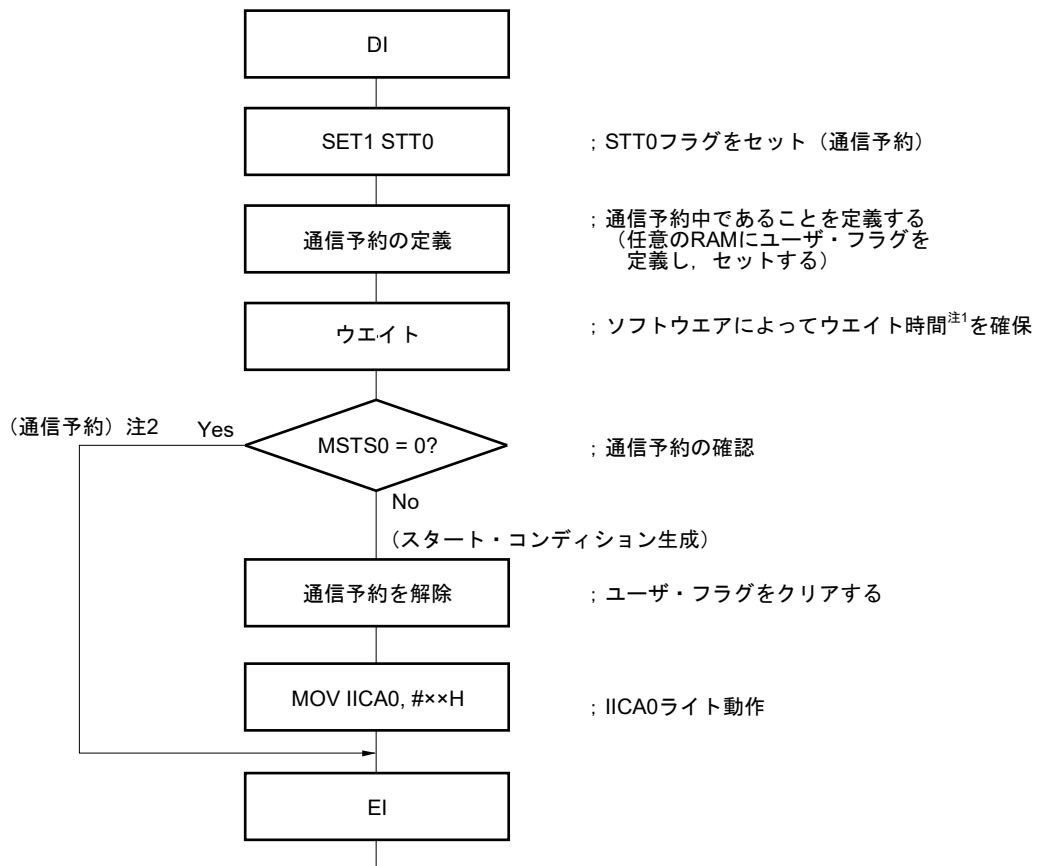 DI
SET1 STT0
; STT0フラグをセット（通信予約）
通信予約の定義
; 通信予約中であることを定義する
（任意のRAMにユーザ・フラグを
定義し，セットする）
ウエイト
; ソフトウエアによってウエイト時間注1を確保
（通信予約）注2
Yes
MSTS0 = 0?
; 通信予約の確認
No
（スタート・コンディション生成）
通信予約を解除
; ユーザ・フラグをクリアする
MOV IICA0, #××H
; IICA0ライト動作
EI